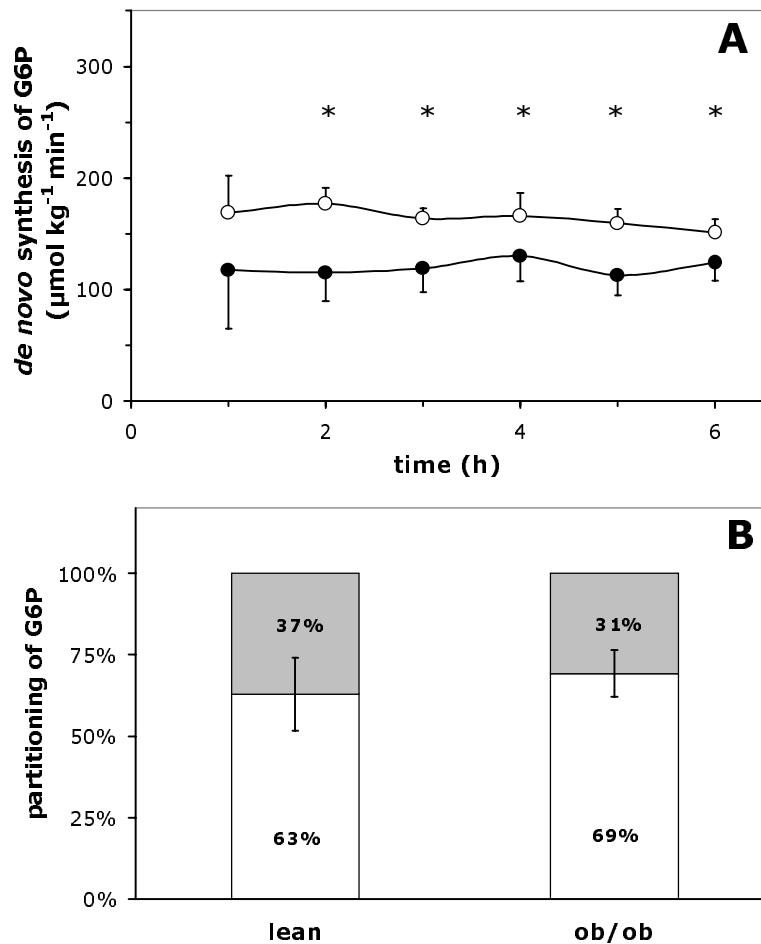 A
de novo synthesis of G6P
(µmol kg⁻¹ min⁻¹)
300
200
100
0
* * * * *
0 2 4 6
time (h)
B
partitioning of G6P
100%
75%
50%
25%
0%
37% 31%
63% 69%
lean ob/ob